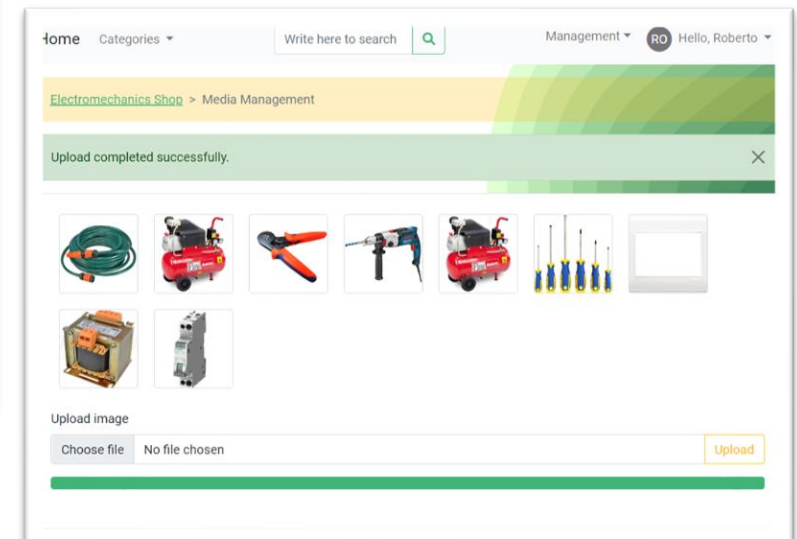 Home Categories Write here to search Management RO Hello, Roberto
Electromechanics Shop > Media Management
Upload completed successfully.
Upload image
Choose file No file chosen Upload